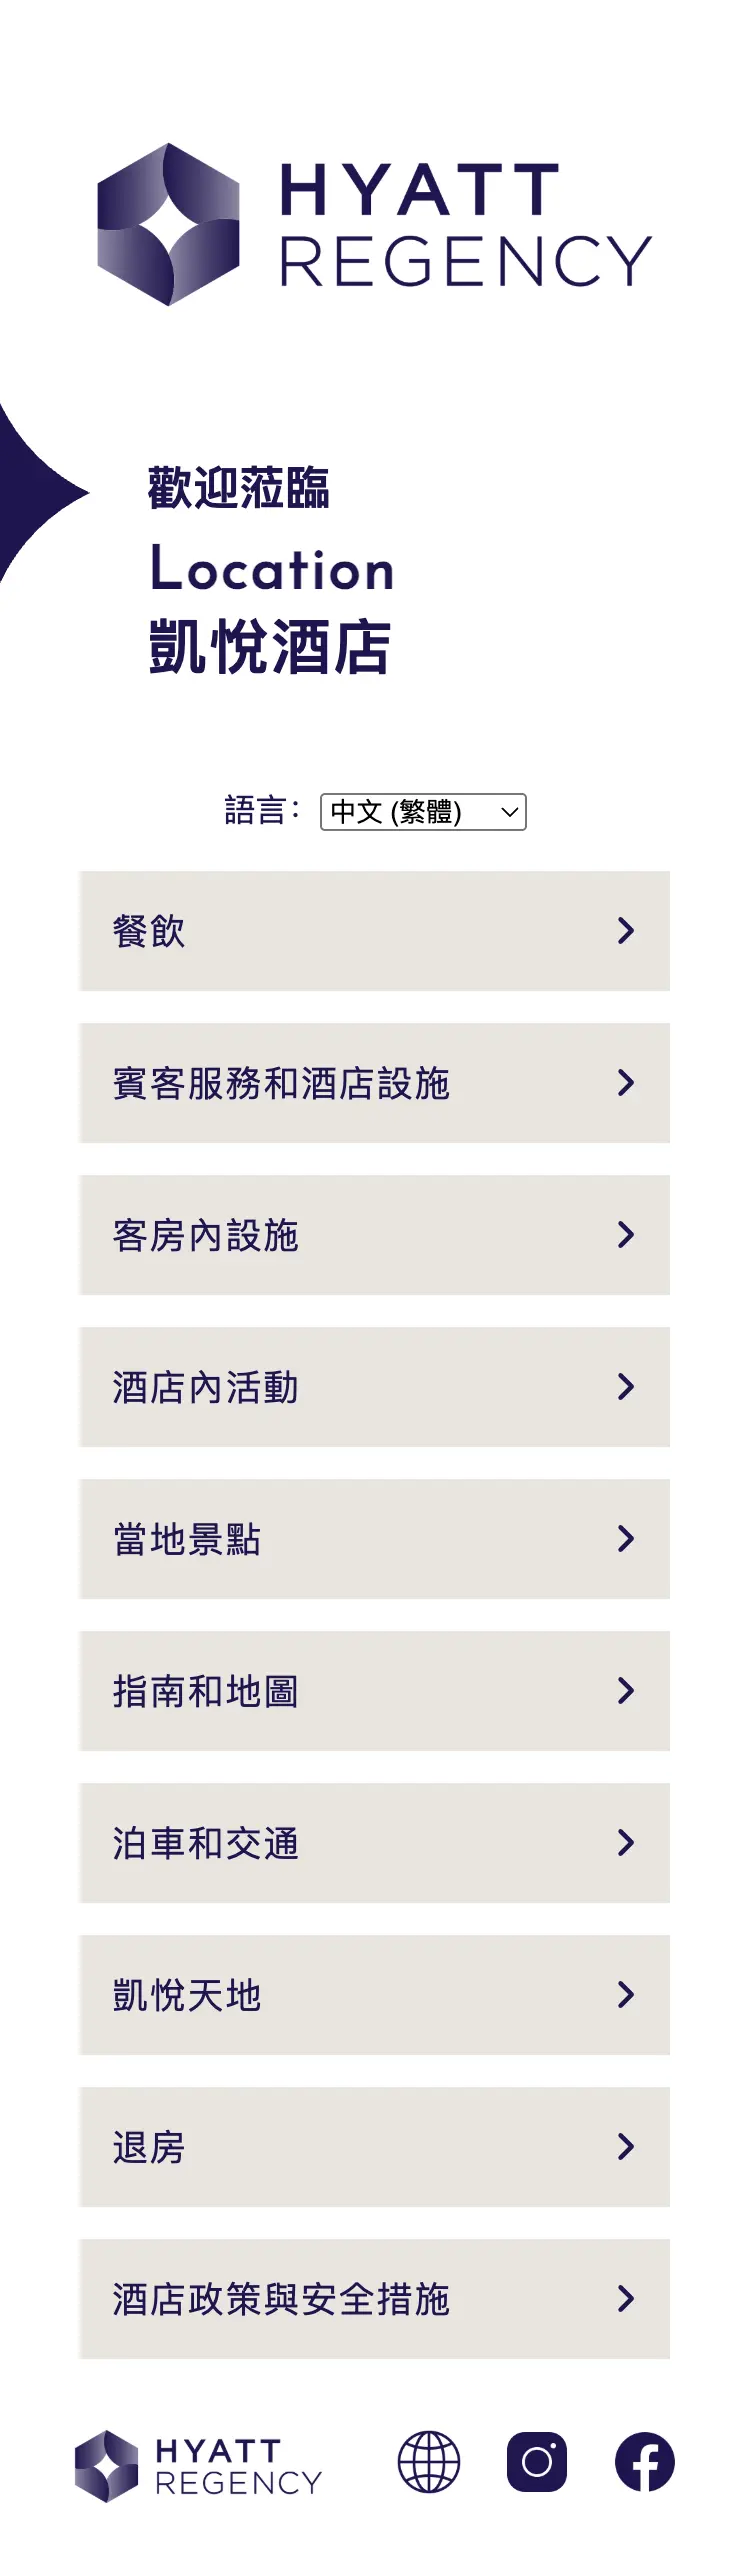 HYATT
REGENCY
歡迎蒞臨
Location
凱悅酒店
語言：
中文 (繁體)
餐飲
賓客服務和酒店設施
客房內設施
酒店內活動
當地景點
指南和地圖
泊車和交通
凱悅天地
退房
酒店政策與安全措施
HYATT
REGENCY